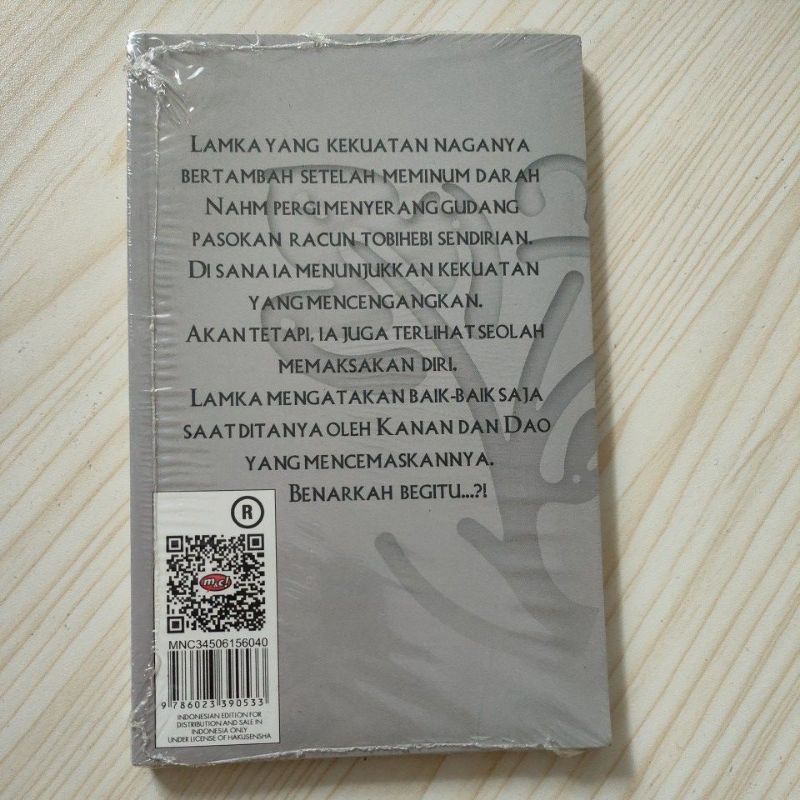 LAMKA YANG KEKUATAN NAGANYA
BERTAMBAH SETELAH MEMINUM DARAH
NAHM PERGI MENYERANG GUDANG
PASOKAN RACUN TOBIHEBI SENDIRIAN.
DI SANA IA MENUNJUKKAN KEKUATAN
YANG MENCENGANGKAN.
AKAN TETAPI, IA JUGA TERLIHAT SEOLAH
MEMAKSAKAN DIRI.
LAMKA MENGATAKAN BAIK-BAIK SAJA
SAAT DITANYA OLEH KANAN DAN DAO
YANG MENCEMASKANNYA.
BENARKAH BEGITU...?!
R
m&c!
MNC34506156040
9 786023 390533
INDONESIAN EDITION FOR
DISTRIBUTION AND SALE IN
INDONESIA ONLY
UNDER LICENSE OF HAKUSENSHA